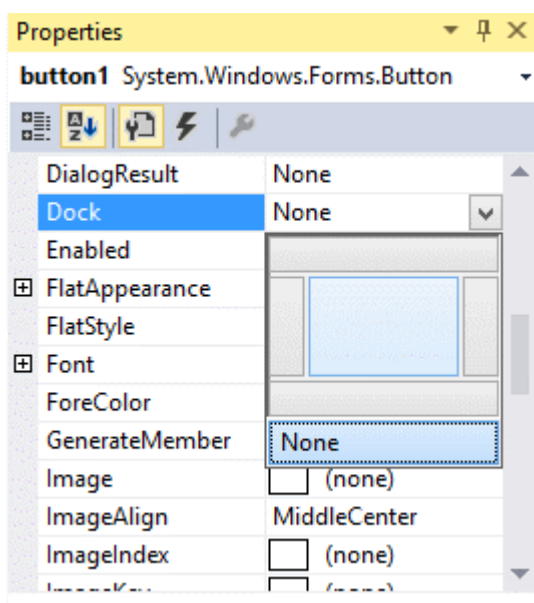 Properties
button1 System.Windows.Forms.Button
DialogResult None
Dock None
Enabled
FlatAppearance
FlatStyle
Font
ForeColor
GenerateMember None
Image (none)
ImageAlign MiddleCenter
ImageIndex (none)